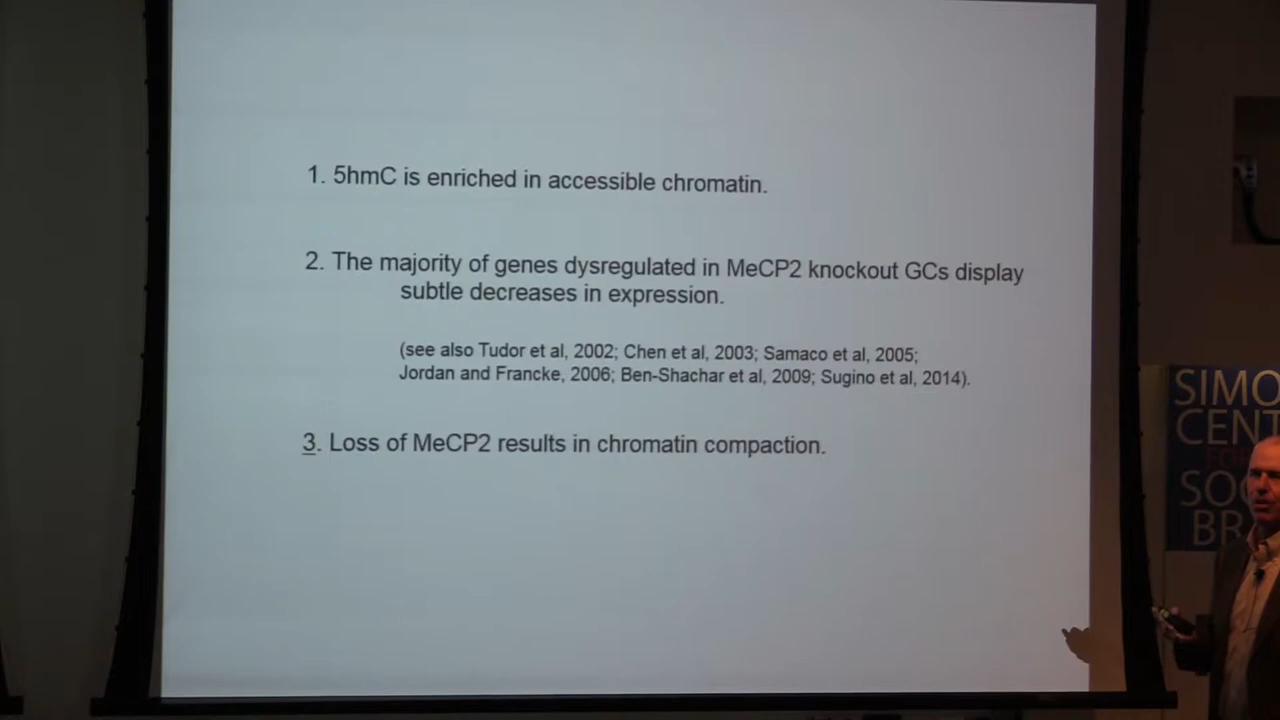 1. 5hmC is enriched in accessible chromatin.
2. The majority of genes dysregulated in MeCP2 knockout GCs display
subtle decreases in expression.
(see also Tudor et al, 2002; Chen et al, 2003; Samaco et al, 2005;
Jordan and Francke, 2006; Ben-Shachar et al, 2009; Sugino et al, 2014).
3. Loss of MeCP2 results in chromatin compaction.
SIMO
CENT
FOR
SOC
BR